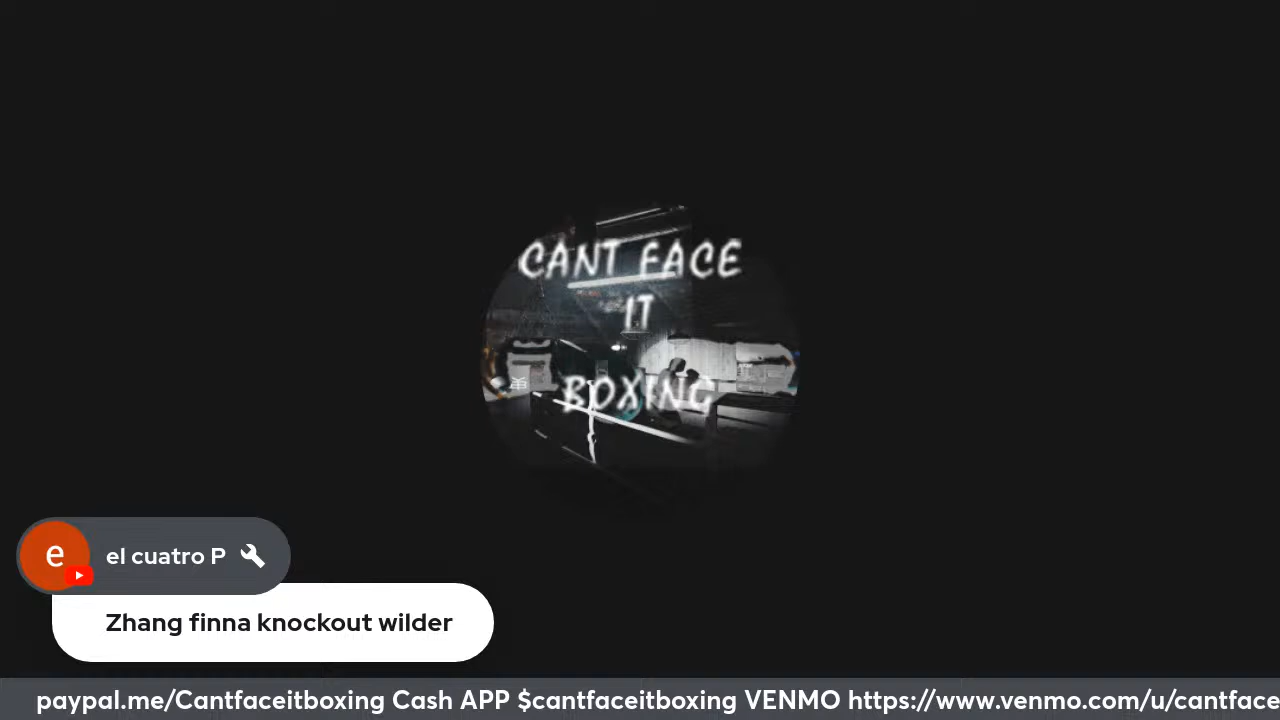 CANT FACE
IT
BOXING
e
el cuatro P
Zhang finna knockout wilder
paypal.me/Cantfaceitboxing Cash APP $cantfaceitboxing VENMO https://www.venmo.com/u/cantface